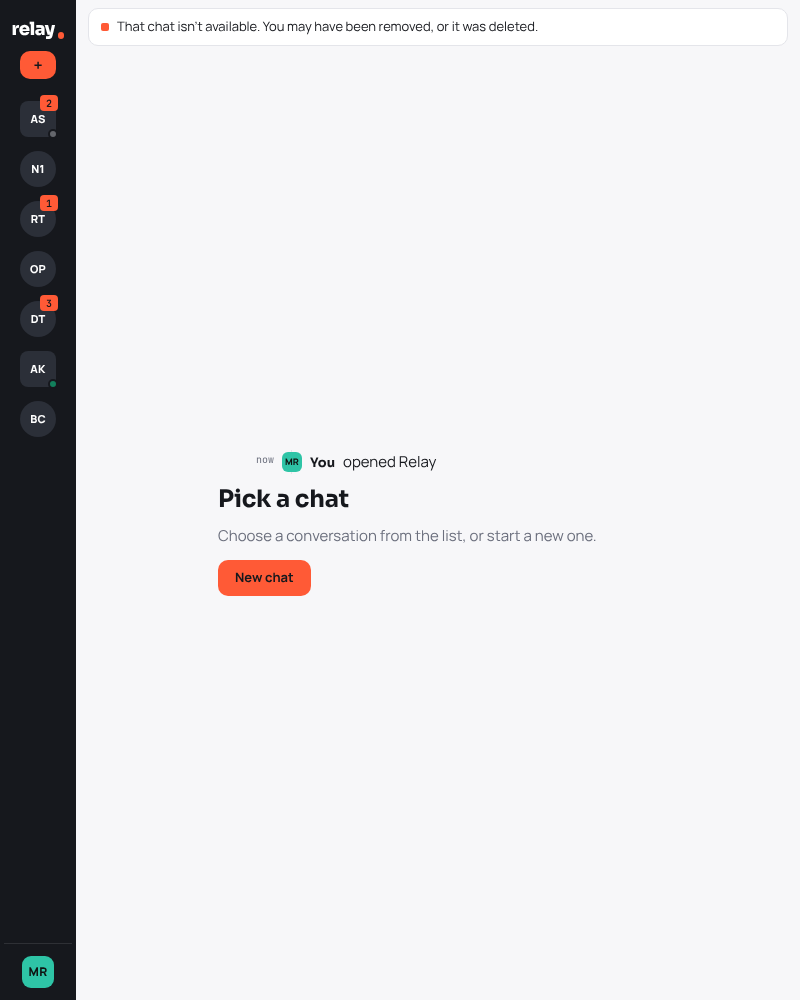 relay
+
2
AS
N1
1
RT
OP
3
DT
AK
BC
MR
That chat isn't available. You may have been removed, or it was deleted.
now MR You opened Relay
Pick a chat
Choose a conversation from the list, or start a new one.
New chat